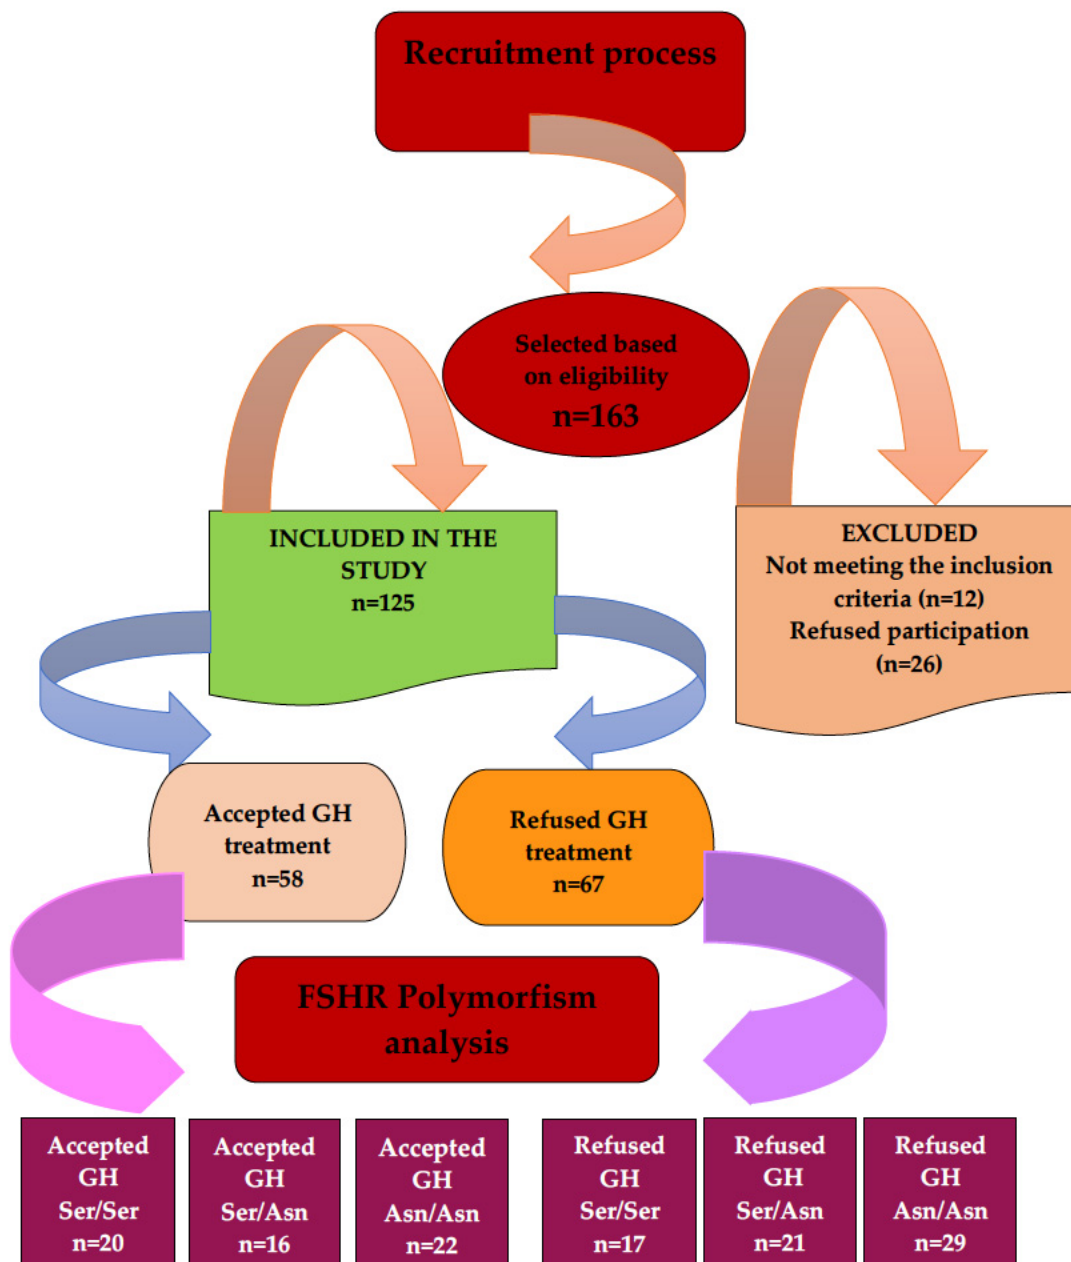 Recruitment process
Selected based
on eligibility
n=163
INCLUDED IN THE
STUDY
n=125
EXCLUDED
Not meeting the inclusion
criteria (n=12)
Refused participation
(n=26)
Accepted GH
treatment
n=58
Refused GH
treatment
n=67
FSHR Polymorfism
analysis
Accepted
GH
Ser/Ser
n=20
Accepted
GH
Ser/Asn
n=16
Accepted
GH
Asn/Asn
n=22
Refused
GH
Ser/Ser
n=17
Refused
GH
Ser/Asn
n=21
Refused
GH
Asn/Asn
n=29